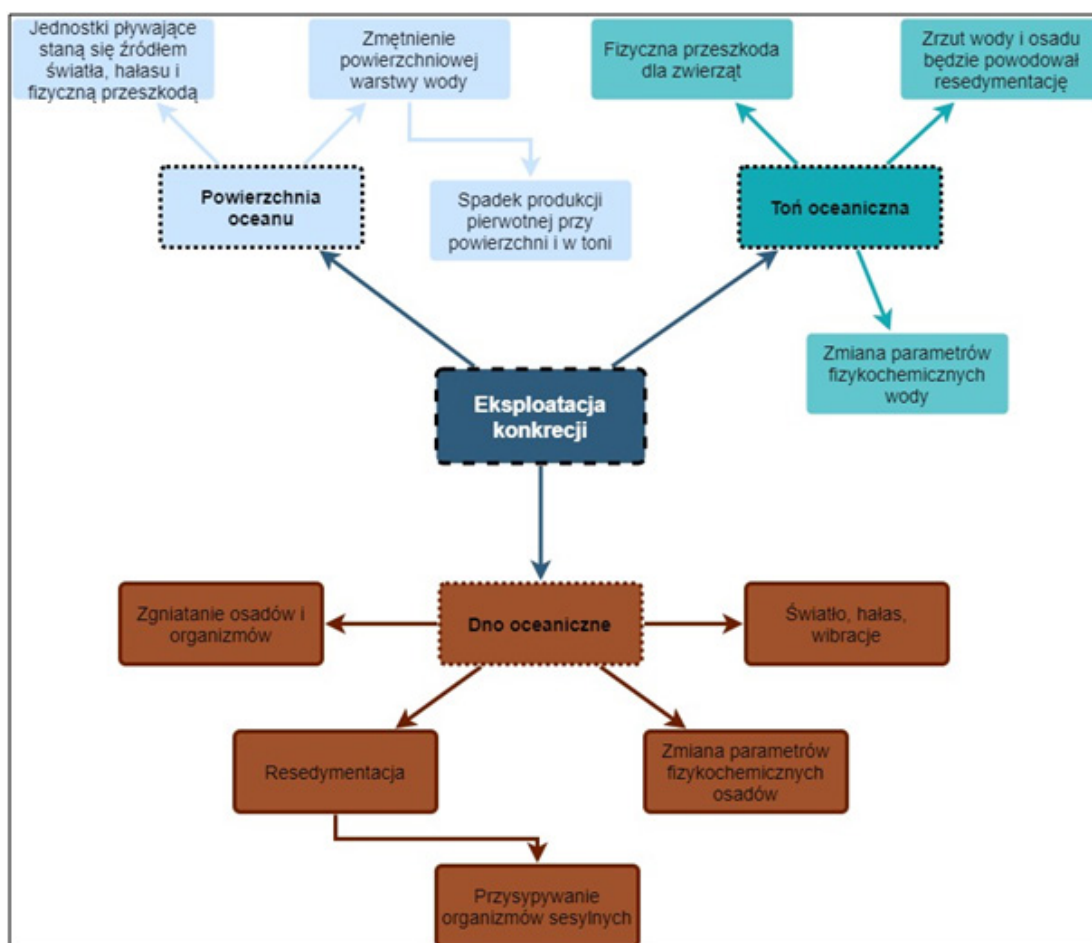 Jednostki pływające
staną się źródłem
światła, hałasu i
fizyczną przeszkodą
Zmętnienie
powierzchniowej
warstwy wody
Fizyczna przeszkoda
dla zwierząt
Zrzut wody i osadu
będzie powodował
resedymentację
Powierzchnia
oceanu
Spadek produkcji
pierwotnej przy
powierzchni i w toni
Toń oceaniczna
Zmiana parametrów
fizykochemicznych
wody
Eksploatacja
konkrecji
Zgniatanie osadów i
organizmów
Dno oceaniczne
Światło, hałas,
wibracje
Resedymentacja
Zmiana parametrów
fizykochemicznych
osadów
Przysypywanie
organizmów sesylnych